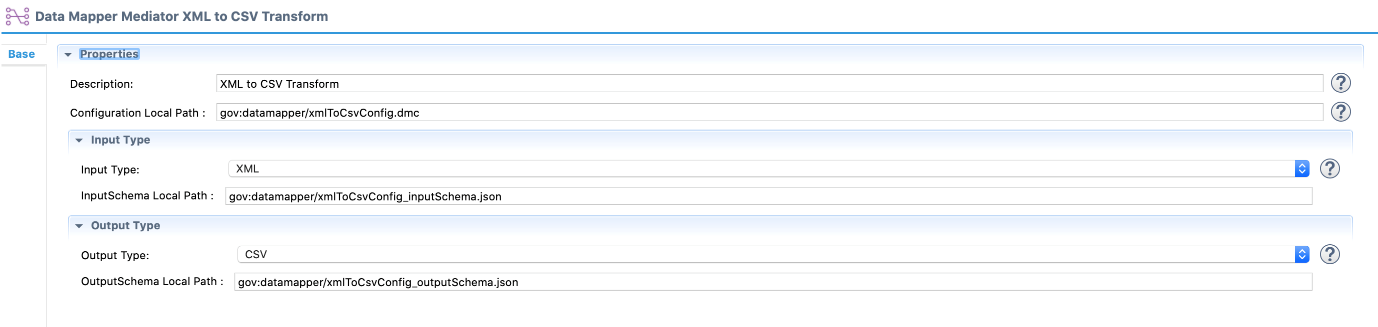 Data Mapper Mediator XML to CSV Transform
Base
Properties
Description: XML to CSV Transform ?
Configuration Local Path : gov:datamapper/xmlToCsvConfig.dmc ?
Input Type
Input Type: XML ?
InputSchema Local Path : gov:datamapper/xmlToCsvConfig_inputSchema.json
Output Type
Output Type: CSV ?
OutputSchema Local Path : gov:datamapper/xmlToCsvConfig_outputSchema.json